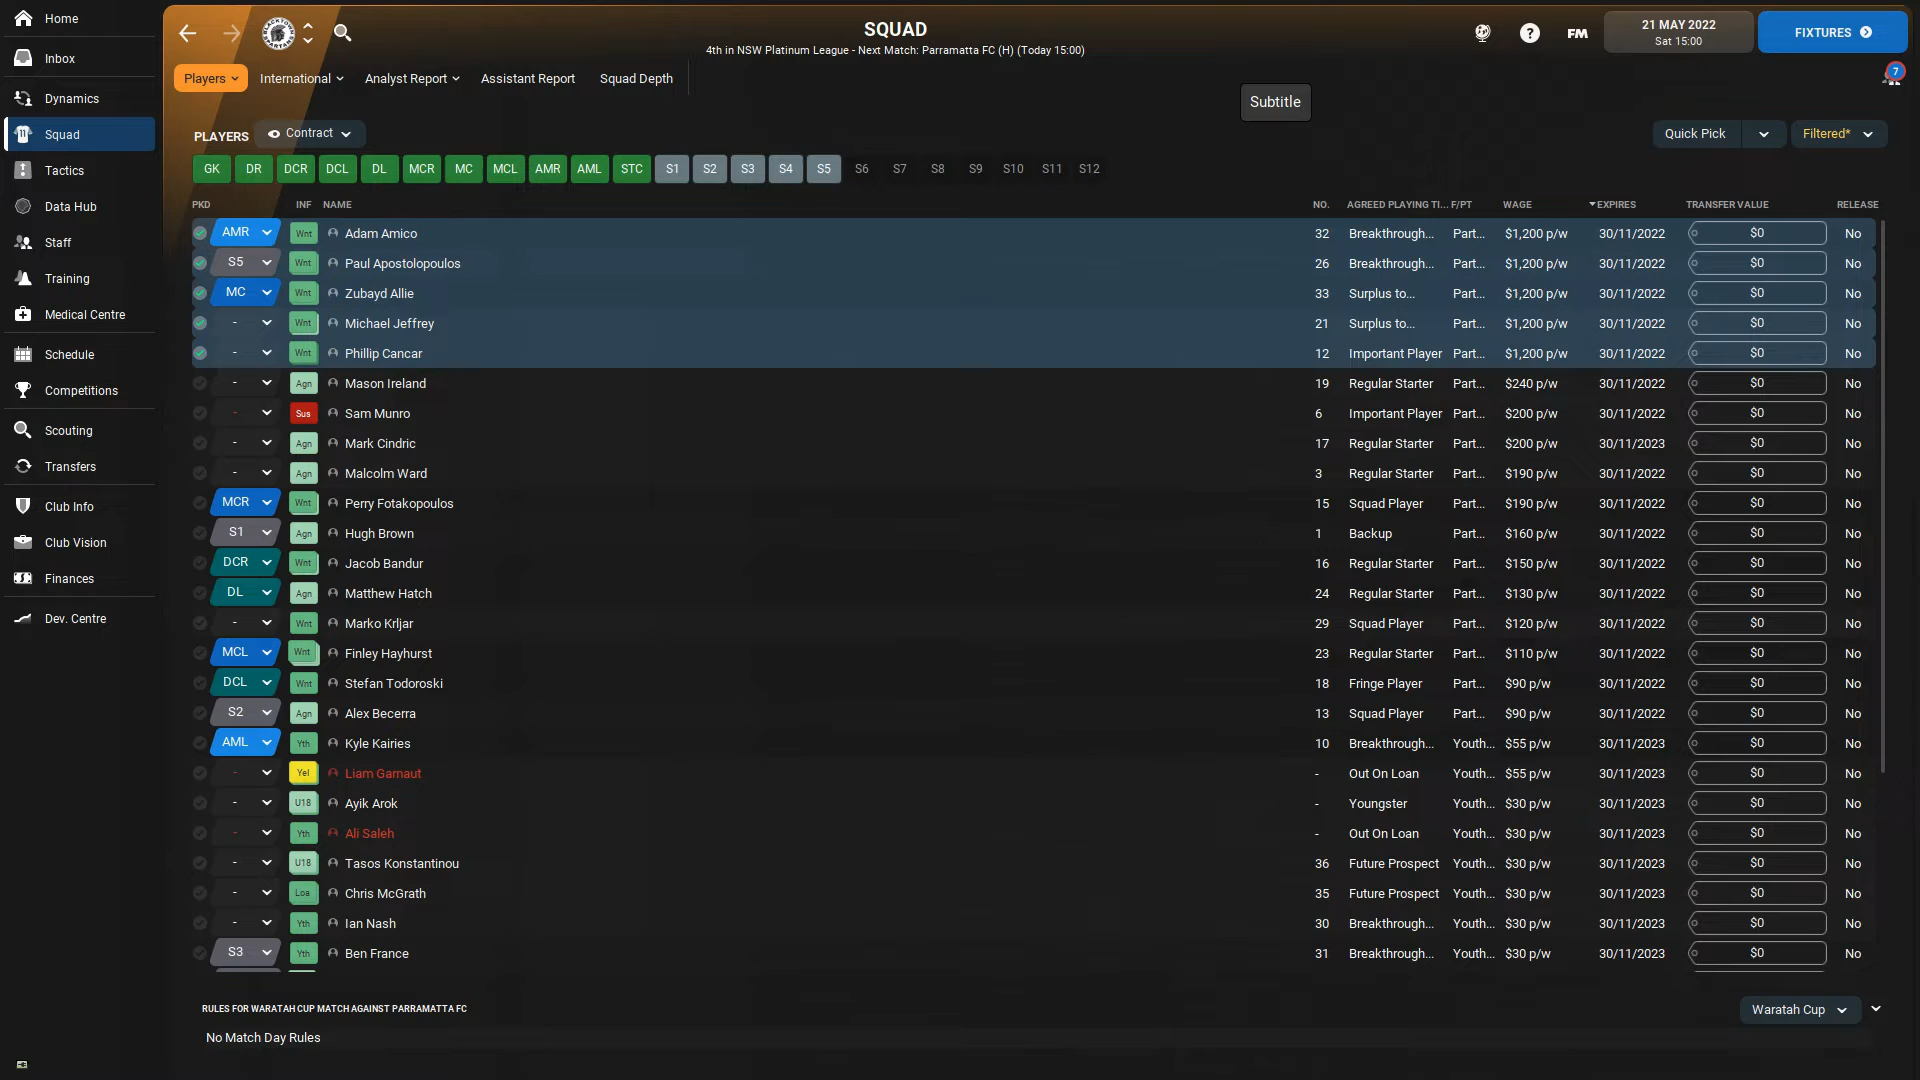 Home
Inbox
Dynamics
Squad
Tactics
Data Hub
Staff
Training
Medical Centre
Schedule
Competitions
Scouting
Transfers
Club Info
Club Vision
Finances
Dev. Centre
SQUAD
4th in NSW Platinum League - Next Match: Parramatta FC (H) (Today 15:00)
FM
21 MAY 2022
Sat 15:00
FIXTURES
7
Players International Analyst Report Assistant Report Squad Depth
Subtitle
PLAYERS Contract Quick Pick Filtered*
GK DR DCR DCL DL MCR MC MCL AMR AML STC S1 S2 S3 S4 S5 S6 S7 S8 S9 S10 S11 S12
PKD INF NAME NO. AGREED PLAYING TI... F/PT WAGE EXPIRES TRANSFER VALUE RELEASE
AMR Wnt Adam Amico 32 Breakthrough... Part... $1,200 p/w 30/11/2022 $0 No
S5 Wnt Paul Apostolopoulos 26 Breakthrough... Part... $1,200 p/w 30/11/2022 $0 No
MC Wnt Zubayd Allie 33 Surplus to... Part... $1,200 p/w 30/11/2022 $0 No
- Wnt Michael Jeffrey 21 Surplus to... Part... $1,200 p/w 30/11/2022 $0 No
- Wnt Phillip Cancar 12 Important Player Part... $1,200 p/w 30/11/2022 $0 No
- Agn Mason Ireland 19 Regular Starter Part... $240 p/w 30/11/2022 $0 No
- Sus Sam Munro 6 Important Player Part... $200 p/w 30/11/2022 $0 No
- Agn Mark Cindric 17 Regular Starter Part... $200 p/w 30/11/2023 $0 No
- Agn Malcolm Ward 3 Regular Starter Part... $190 p/w 30/11/2022 $0 No
MCR Wnt Perry Fotakopoulos 15 Squad Player Part... $190 p/w 30/11/2022 $0 No
S1 Agn Hugh Brown 1 Backup Part... $160 p/w 30/11/2022 $0 No
DCR Wnt Jacob Bandur 16 Regular Starter Part... $150 p/w 30/11/2022 $0 No
DL Agn Matthew Hatch 24 Regular Starter Part... $130 p/w 30/11/2022 $0 No
- Wnt Marko Krljar 29 Squad Player Part... $120 p/w 30/11/2022 $0 No
MCL Wnt Finley Hayhurst 23 Regular Starter Part... $110 p/w 30/11/2022 $0 No
DCL Wnt Stefan Todoroski 18 Fringe Player Part... $90 p/w 30/11/2022 $0 No
S2 Agn Alex Becerra 13 Squad Player Part... $90 p/w 30/11/2022 $0 No
AML Yth Kyle Kairies 10 Breakthrough... Youth... $55 p/w 30/11/2023 $0 No
- Yel Liam Garnaut - Out On Loan Youth... $55 p/w 30/11/2023 $0 No
- U18 Ayik Arok - Youngster Youth... $30 p/w 30/11/2023 $0 No
- Yth Ali Saleh - Out On Loan Youth... $30 p/w 30/11/2023 $0 No
- U18 Tasos Konstantinou 36 Future Prospect Youth... $30 p/w 30/11/2023 $0 No
- Loa Chris McGrath 35 Future Prospect Youth... $30 p/w 30/11/2023 $0 No
- Yth Ian Nash 30 Breakthrough... Youth... $30 p/w 30/11/2023 $0 No
S3 Yth Ben France 31 Breakthrough... Youth... $30 p/w 30/11/2023 $0 No
RULES FOR WARATAH CUP MATCH AGAINST PARRAMATTA FC
Waratah Cup
No Match Day Rules